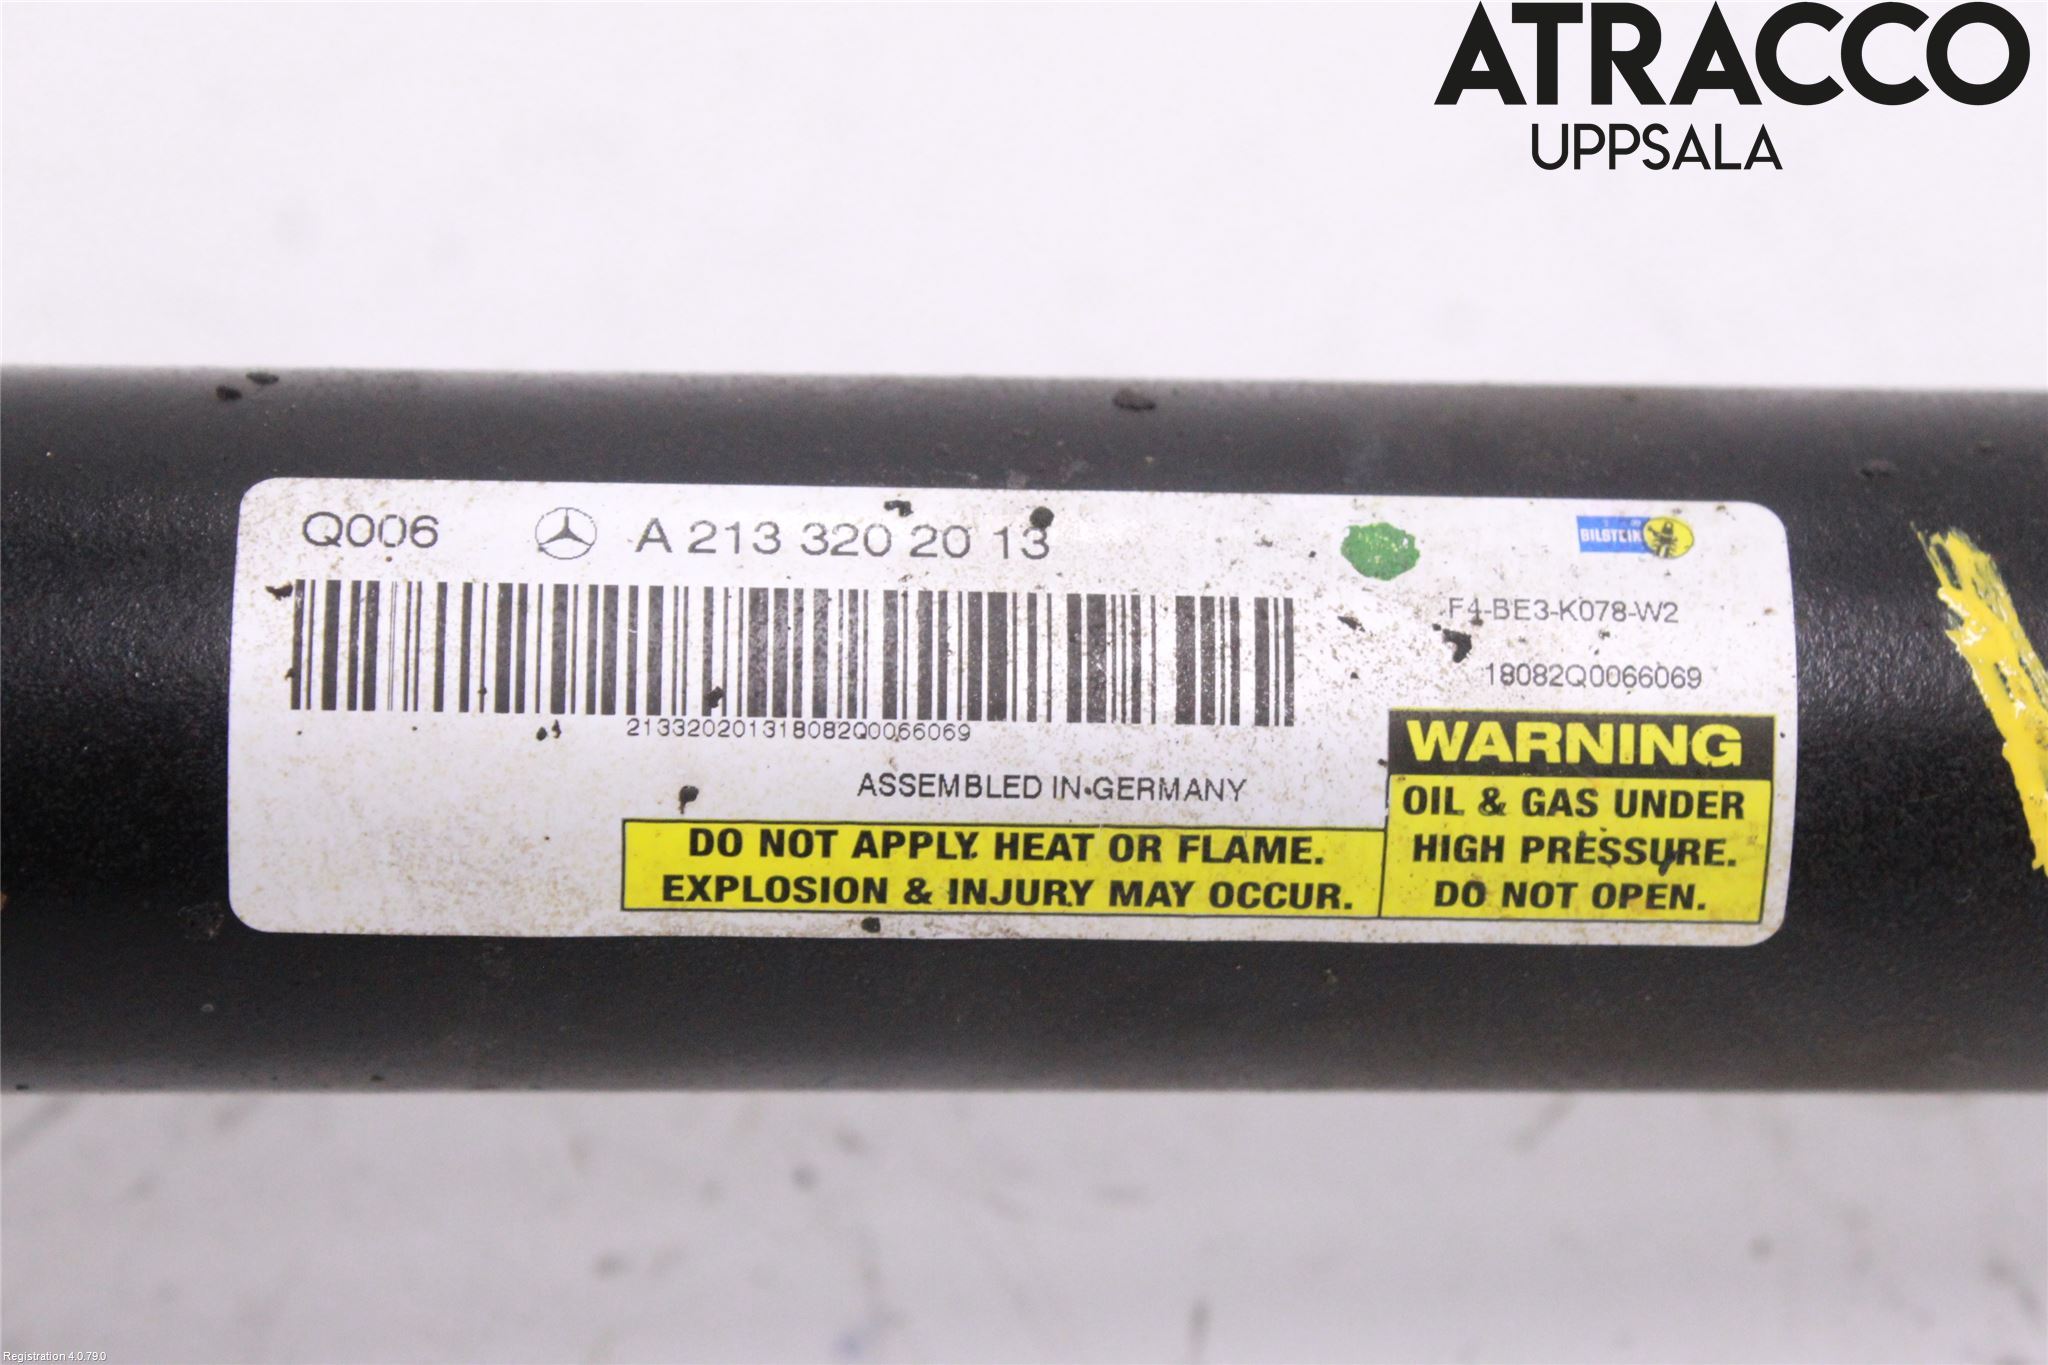 ATRACCO
UPPSALA
Q006 A 213 320 20 13
BILSTEIN
F4-BE3-K078-W2
18082Q0066069
213320201318082Q0066069
ASSEMBLED IN GERMANY
WARNING
OIL & GAS UNDER
HIGH PRESSURE.
DO NOT OPEN.
DO NOT APPLY HEAT OR FLAME.
EXPLOSION & INJURY MAY OCCUR.
Registration 4.0.79.0